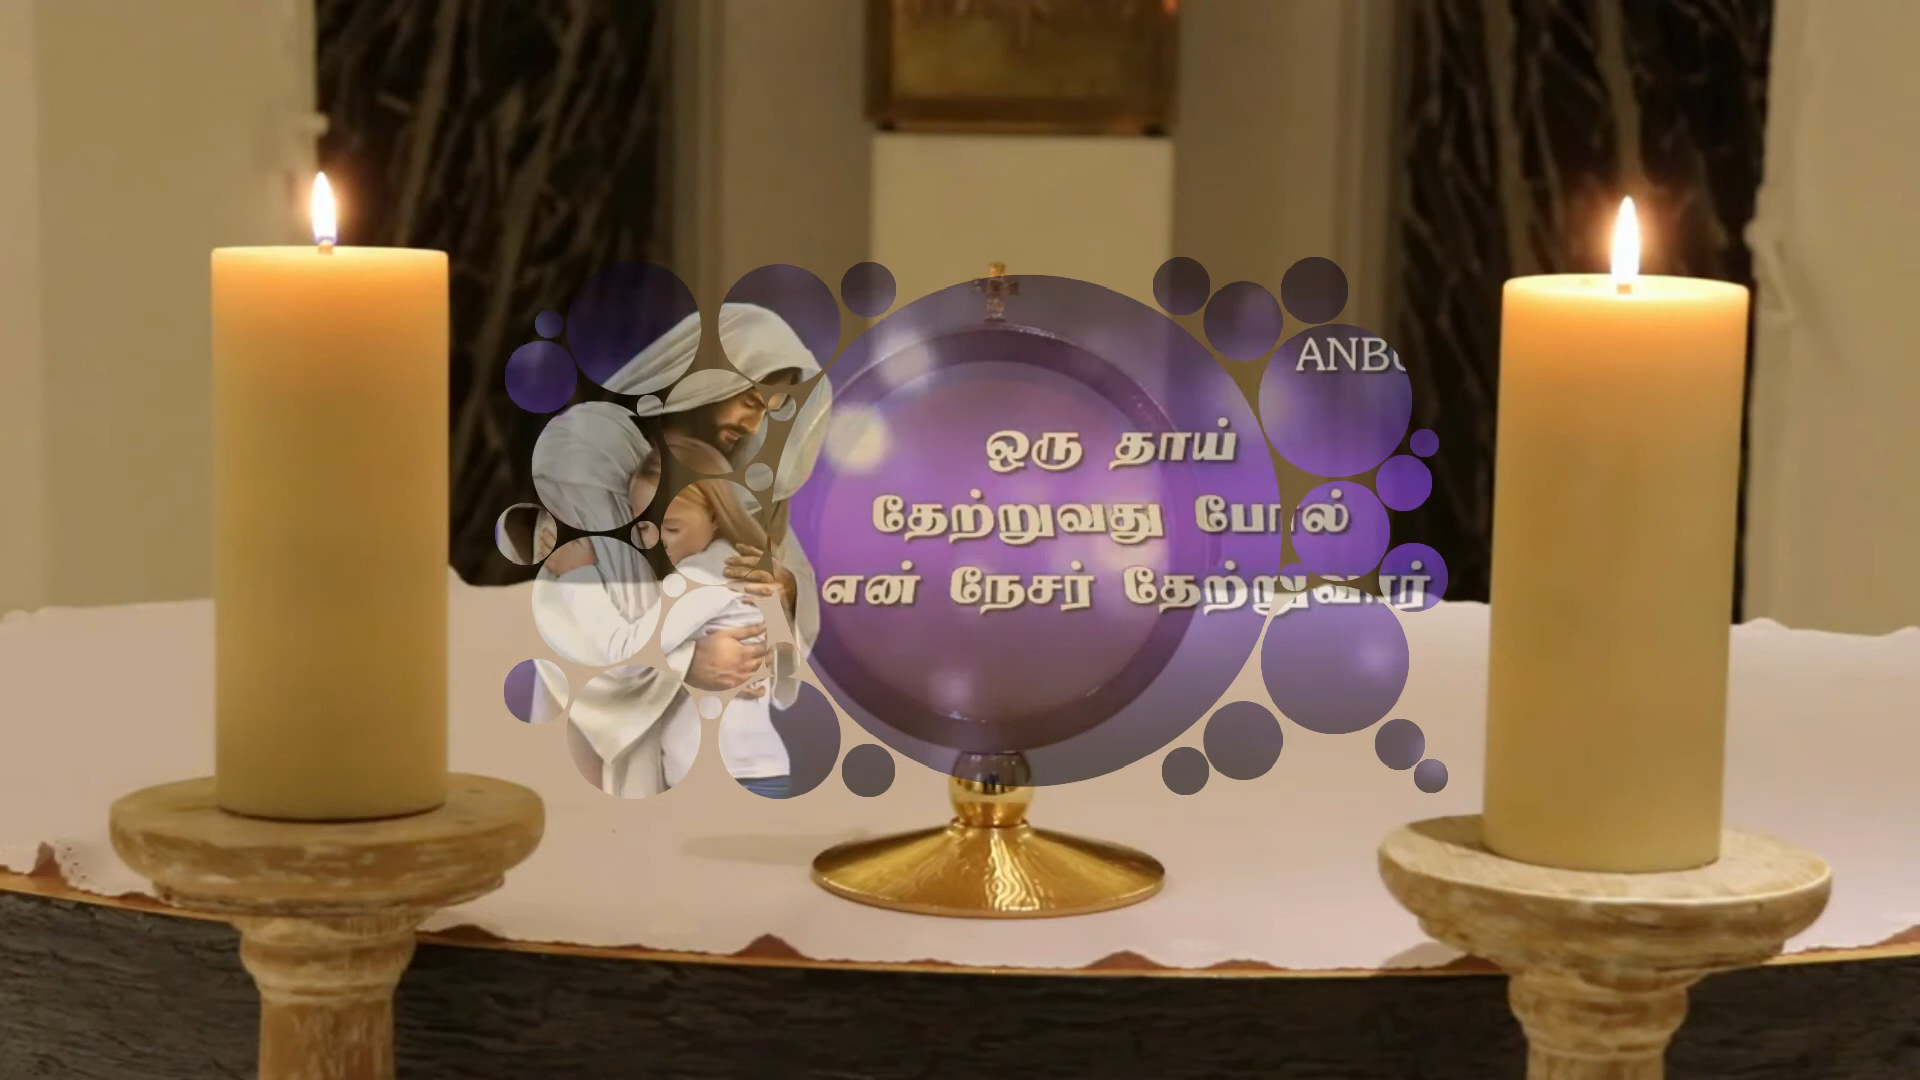 ஒரு தாய்
தேற்றுவது போல்
என் நேசர் தேற்றுவார்